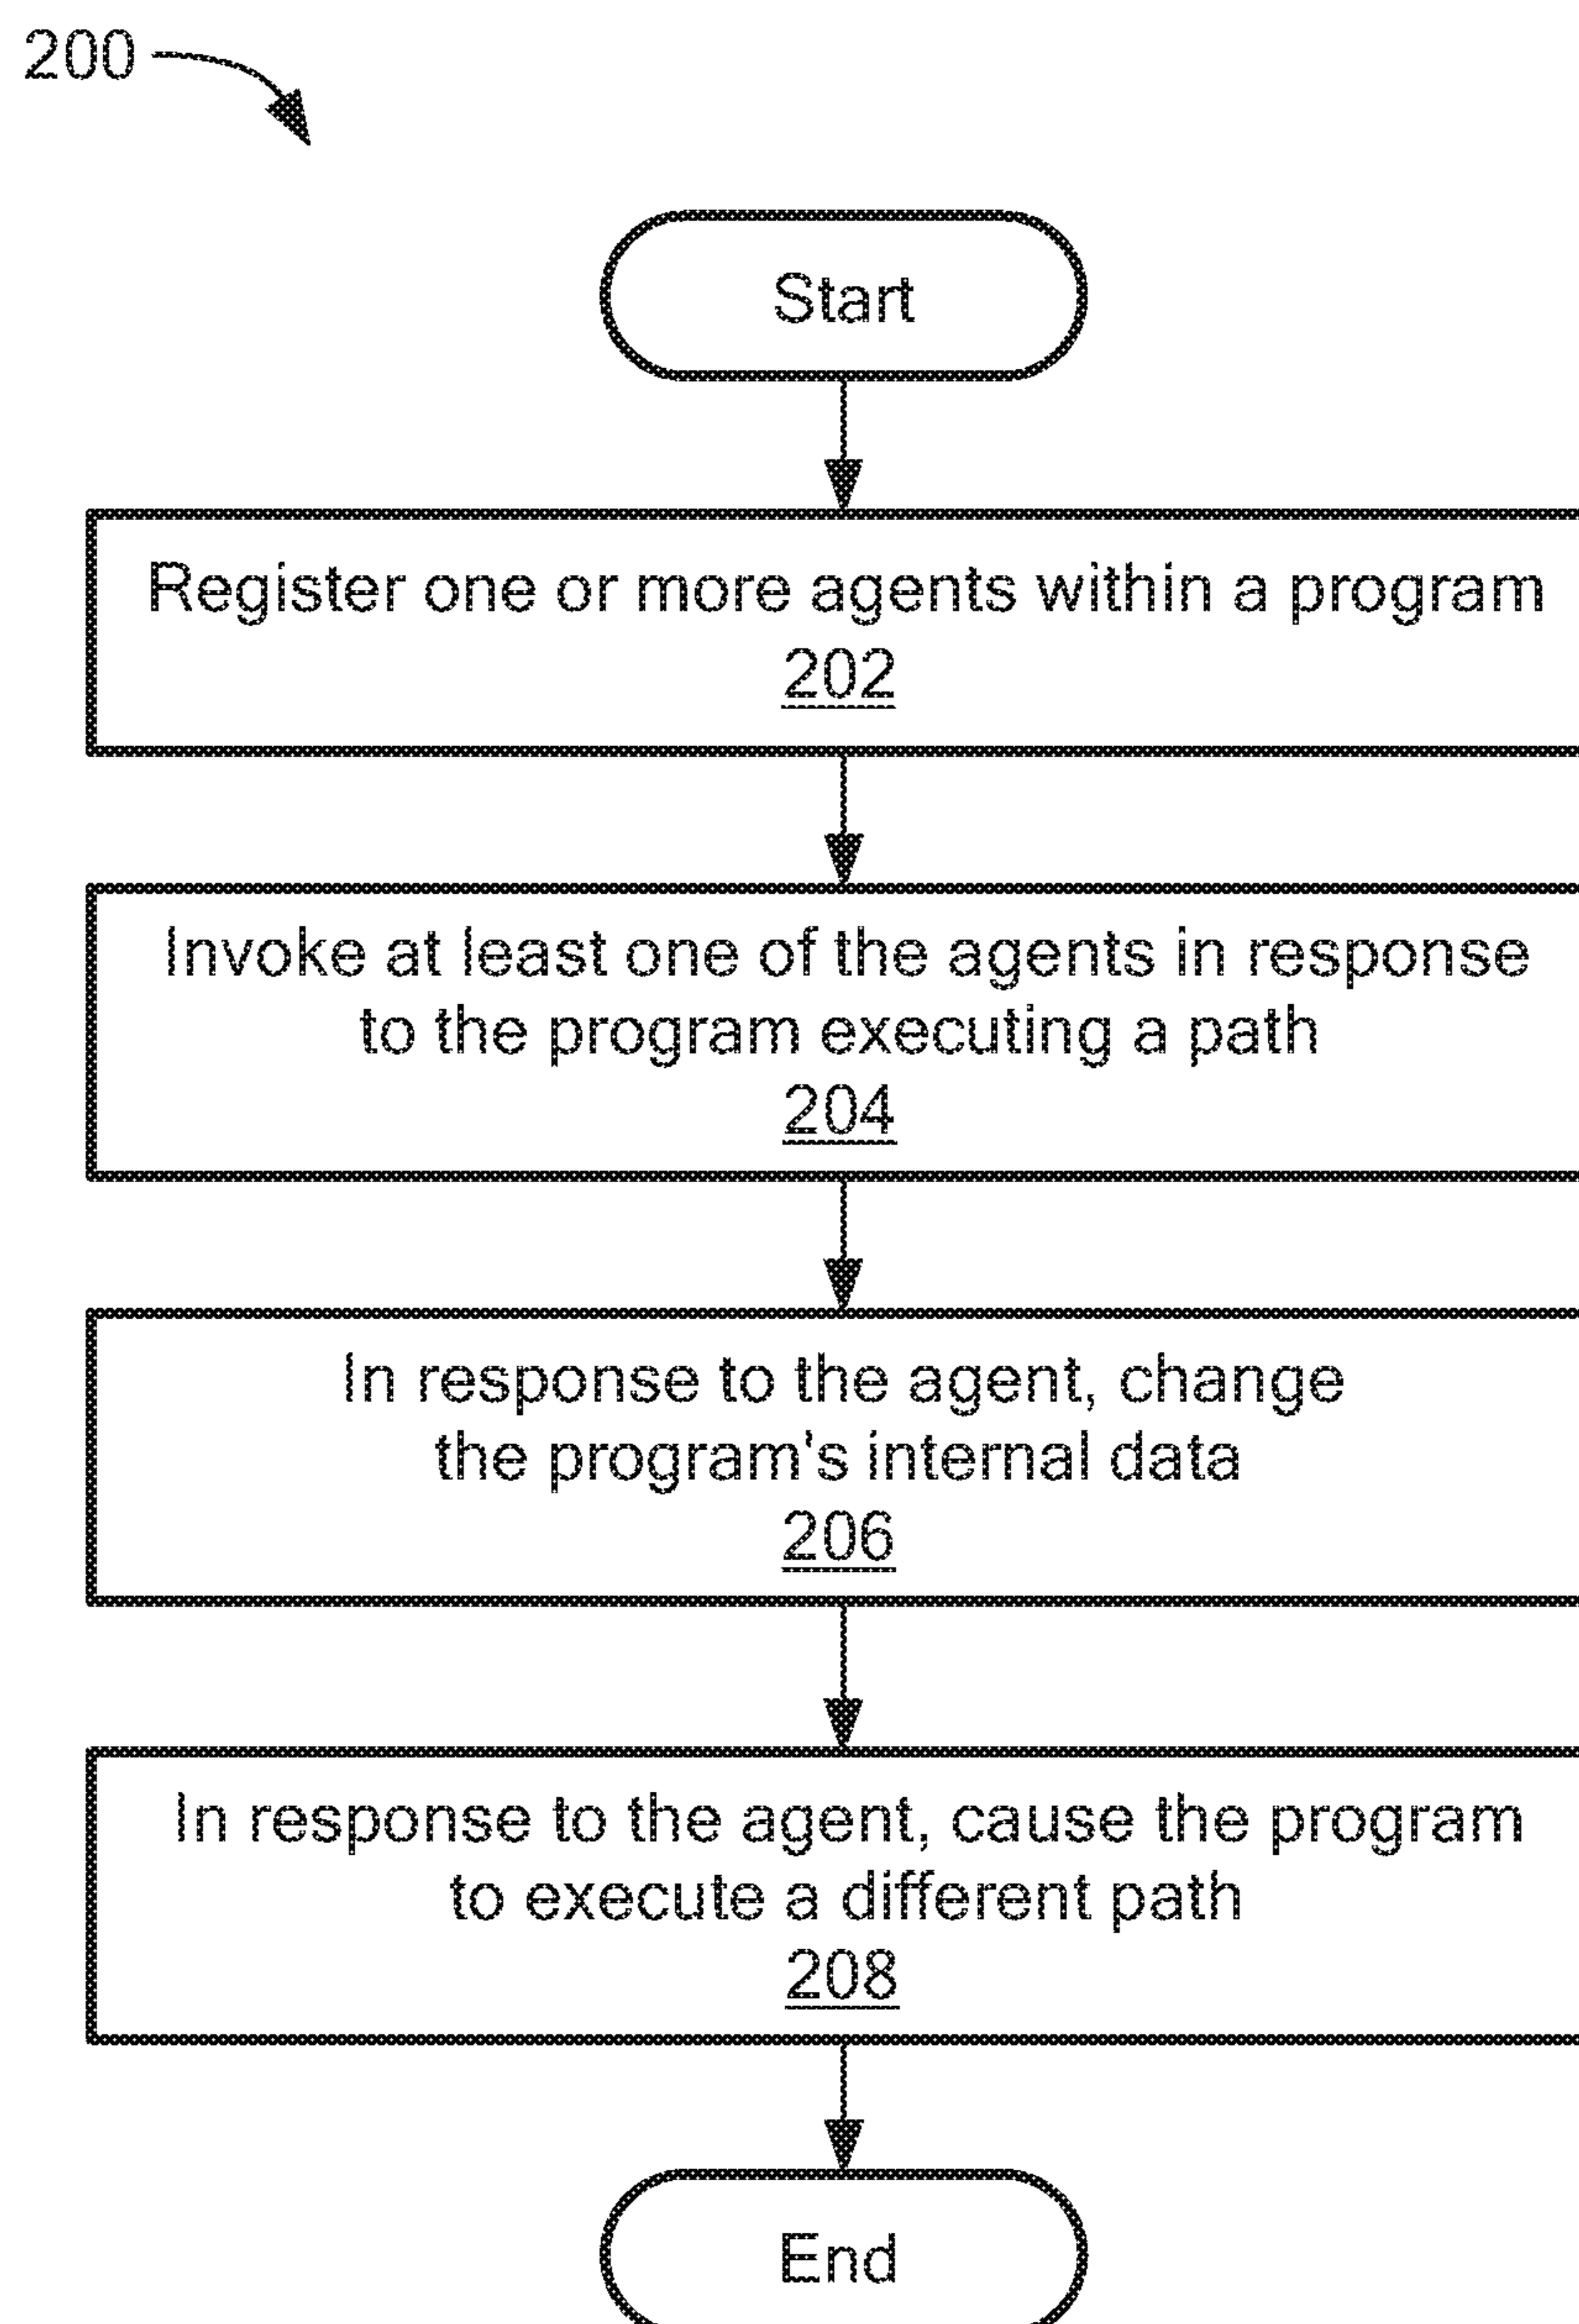 200
Start
Register one or more agents within a program
202
Invoke at least one of the agents in response
to the program executing a path
204
In response to the agent, change
the program's internal data
206
In response to the agent, cause the program
to execute a different path
208
End